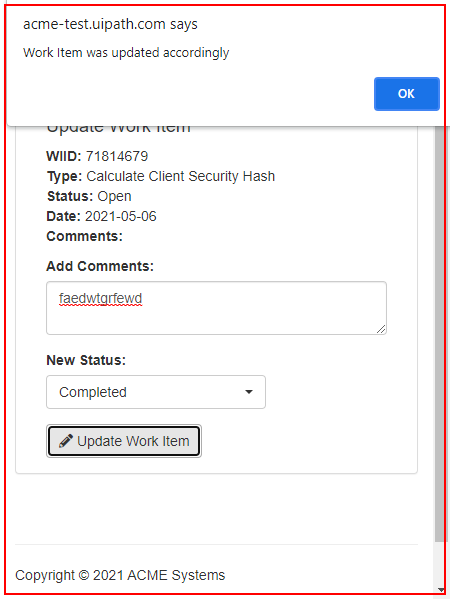 acme-test.uipath.com says
Work Item was updated accordingly
OK
Update Work Item
WIID: 71814679
Type: Calculate Client Security Hash
Status: Open
Date: 2021-05-06
Comments:
Add Comments:
faedwtgrfewd
New Status:
Completed
Update Work Item
Copyright © 2021 ACME Systems